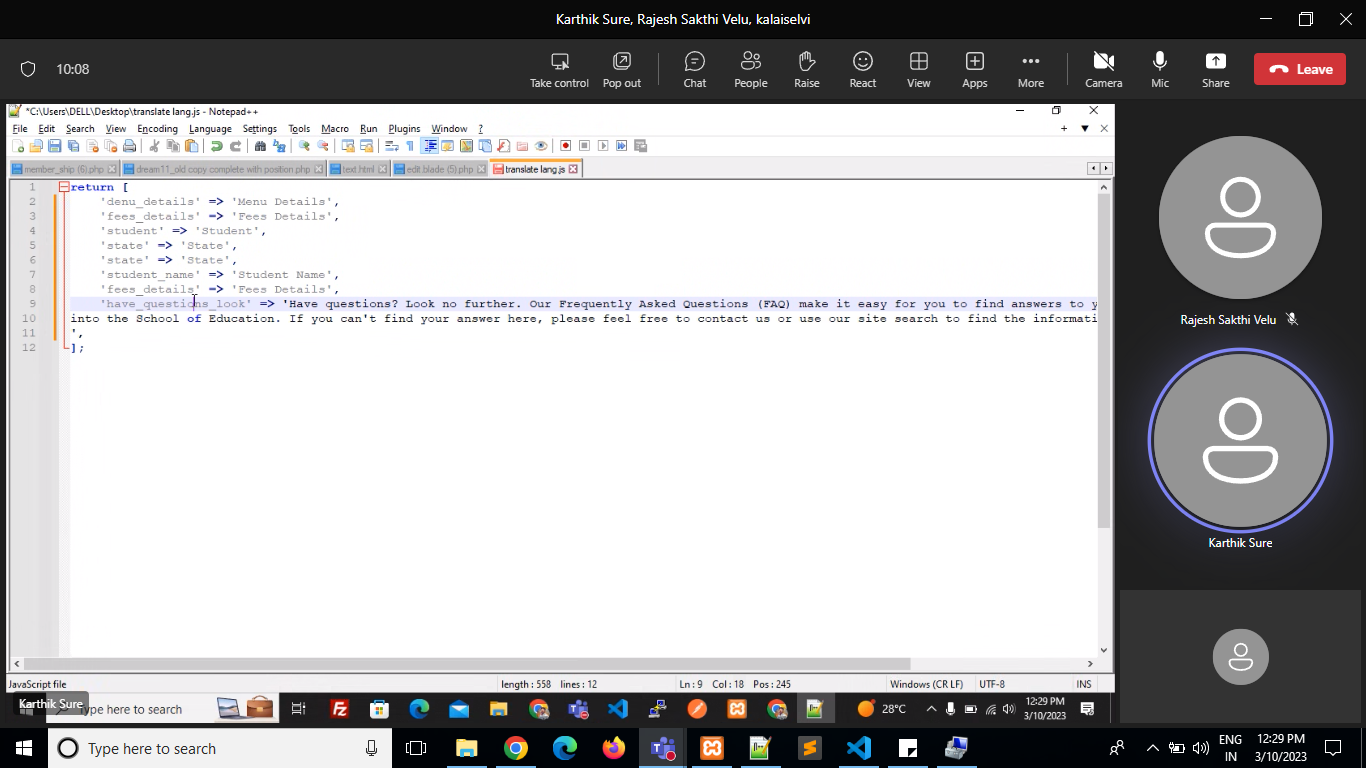 Karthik Sure, Rajesh Sakthi Velu, kalaiselvi
10:08
Take control
Pop out
Chat
People
Raise
React
View
Apps
More
Camera
Mic
Share
Leave
*C:\Users\DELL\Desktop\translate lang.js - Notepad++
File Edit Search View Encoding Language Settings Tools Macro Run Plugins Window ?
member_ship (6).php
dream11_old copy complete with position.php
text.html
edit.blade (5).php
translate lang.js
1 return [
2 'denu_details' => 'Menu Details',
3 'fees_details' => 'Fees Details',
4 'student' => 'Student',
5 'state' => 'State',
6 'state' => 'State',
7 'student_name' => 'Student Name',
8 'fees_details' => 'Fees Details',
9 'have_questions_look' => 'Have questions? Look no further. Our Frequently Asked Questions (FAQ) make it easy for you to find answers to y
10 into the School of Education. If you can't find your answer here, please feel free to contact us or use our site search to find the informati
11 ',
12 ];
Rajesh Sakthi Velu
Karthik Sure
JavaScript file
length : 558 lines : 12
Ln : 9 Col : 18 Pos : 245
Windows (CR LF)
UTF-8
INS
Karthik Sure
Type here to search
28°C
12:29 PM
3/10/2023
Type here to search
ENG
IN
12:29 PM
3/10/2023